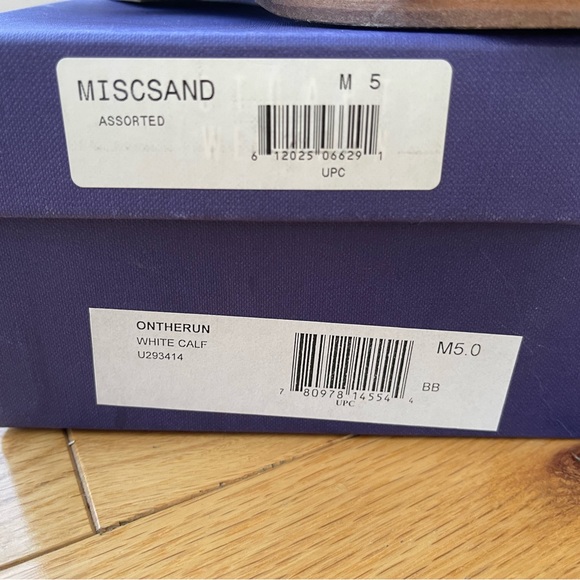 MISCSAND M 5
ASSORTED
6 12025 06629 1
UPC
ONTHERUN
WHITE CALF
U293414
M5.0
7 80978 14554 4
UPC
BB